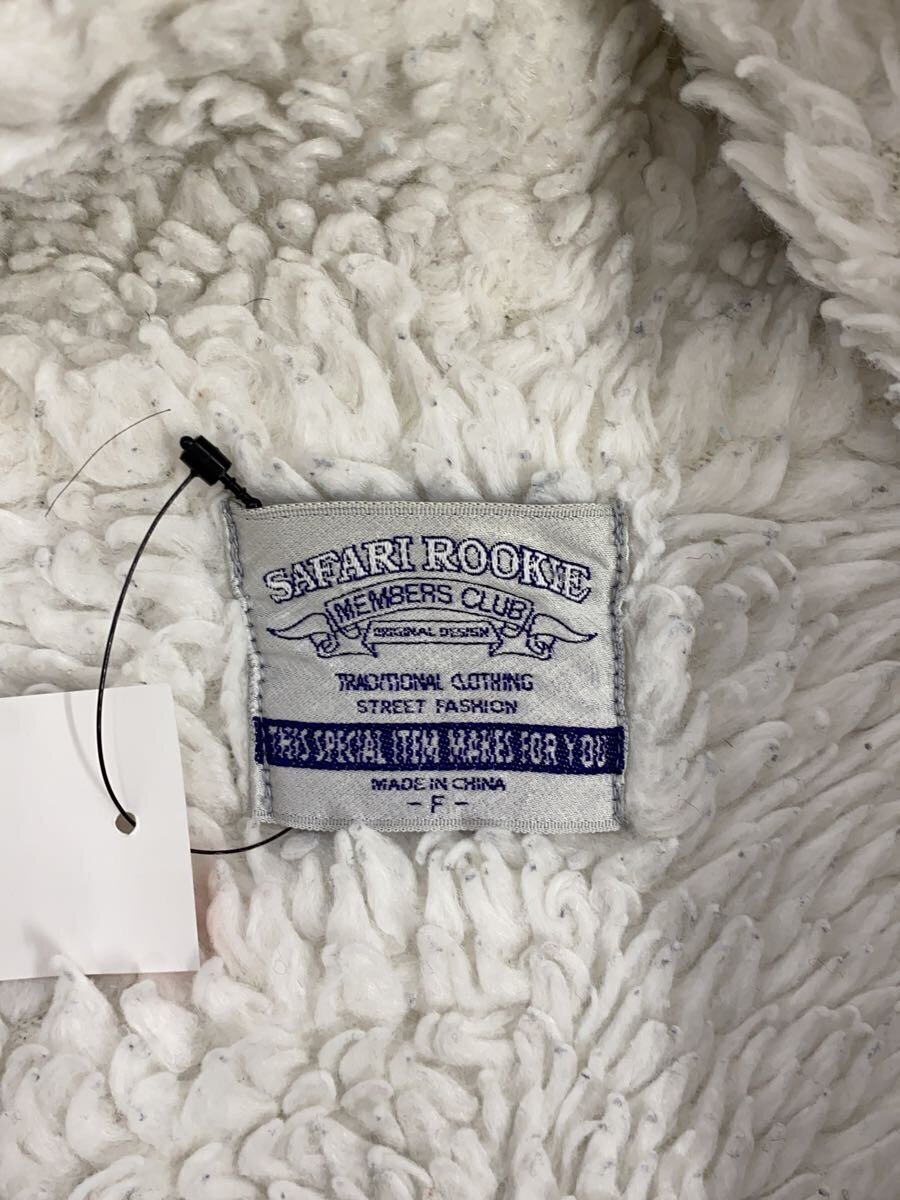 SAFARI ROOKIE
MEMBERS CLUB
ORIGINAL DESIGN
TRADITIONAL CLOTHING
STREET FASHION
THIS SPECIAL ITEM MAKES FOR YOU
MADE IN CHINA
- F -